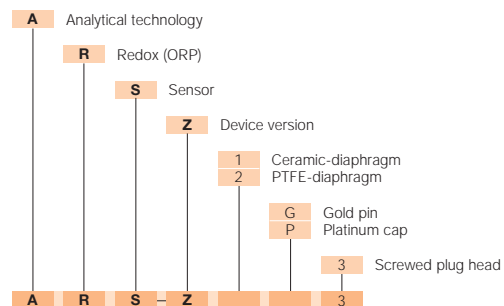 A Analytical technology
R Redox (ORP)
S Sensor
Z Device version
1 Ceramic-diaphragm
2 PTFE-diaphragm
G Gold pin
P Platinum cap
3 Screwed plug head
A R S – Z 3